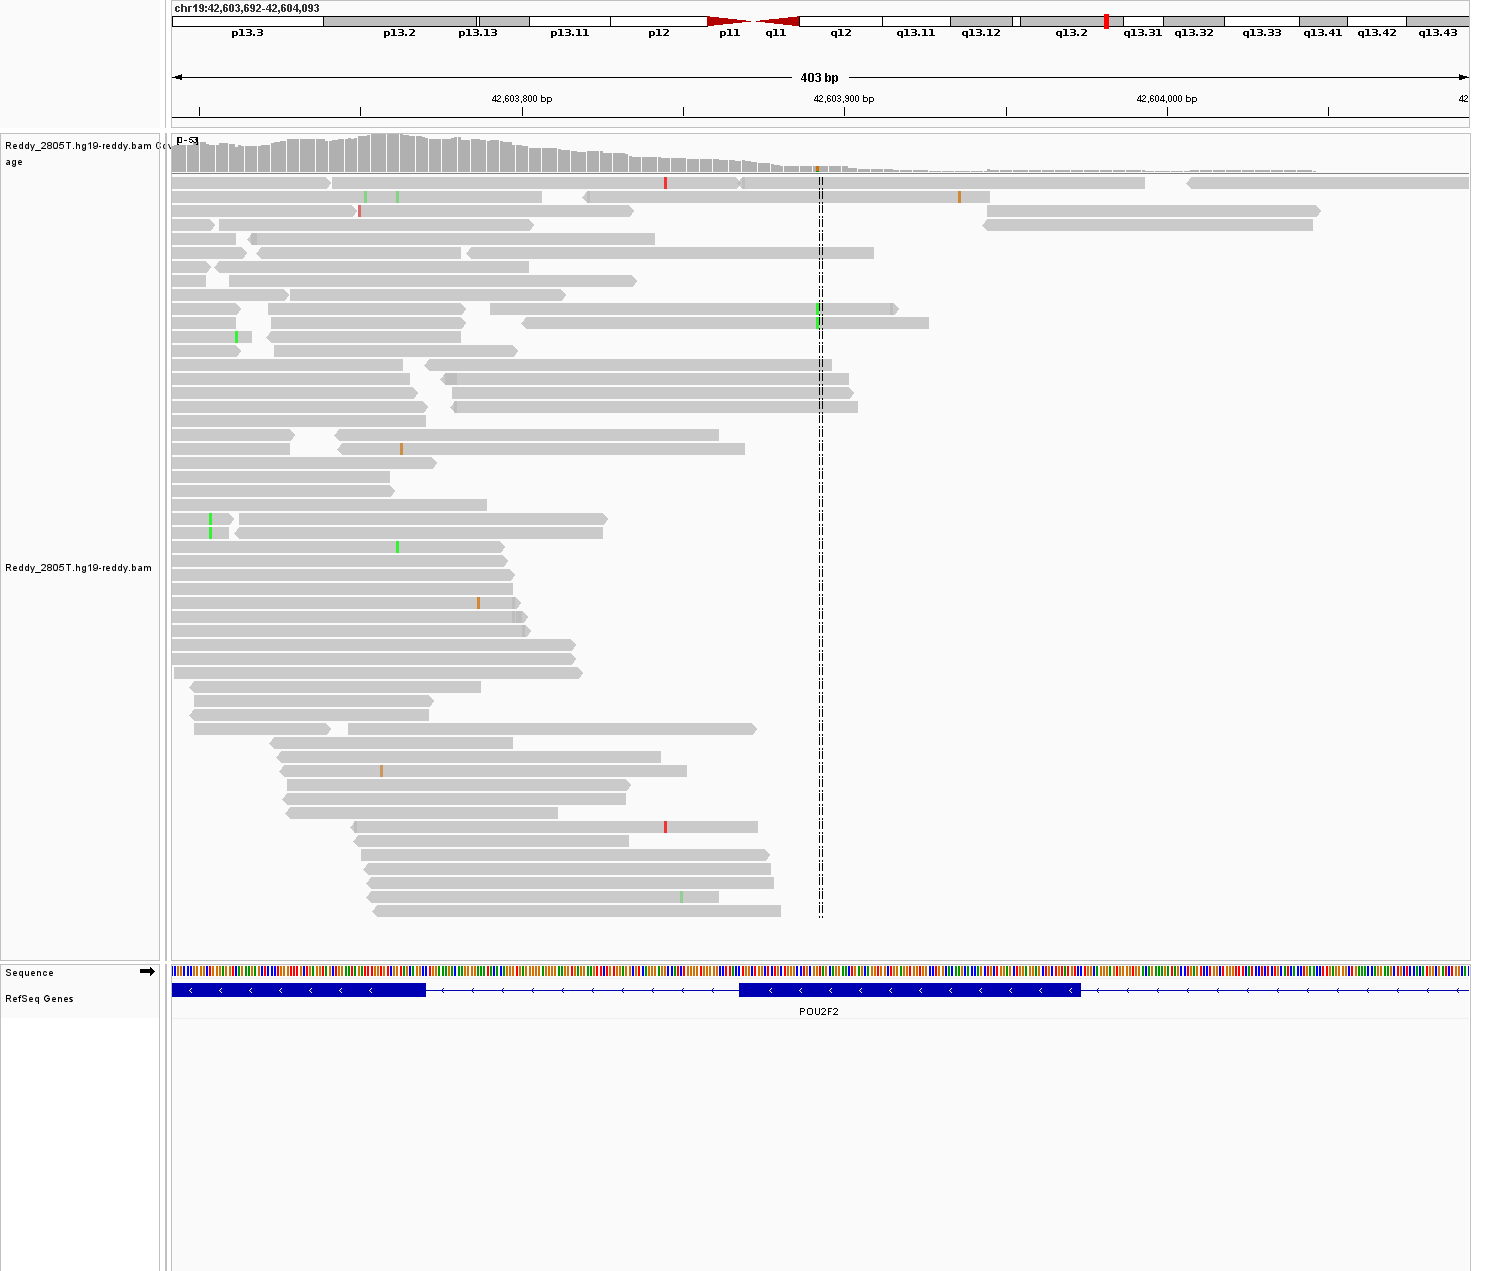 chr19:42,603,692-42,604,093
p13.3 p13.2 p13.13 p13.11 p12 p11 q11 q12 q13.11 q13.12 q13.2 q13.31 q13.32 q13.33 q13.41 q13.42 q13.43
403 bp
42,603,800 bp 42,603,900 bp 42,604,000 bp 42
Reddy_2805T.hg19-reddy.bam Cov
age
Reddy_2805T.hg19-reddy.bam
Sequence
RefSeq Genes
POU2F2